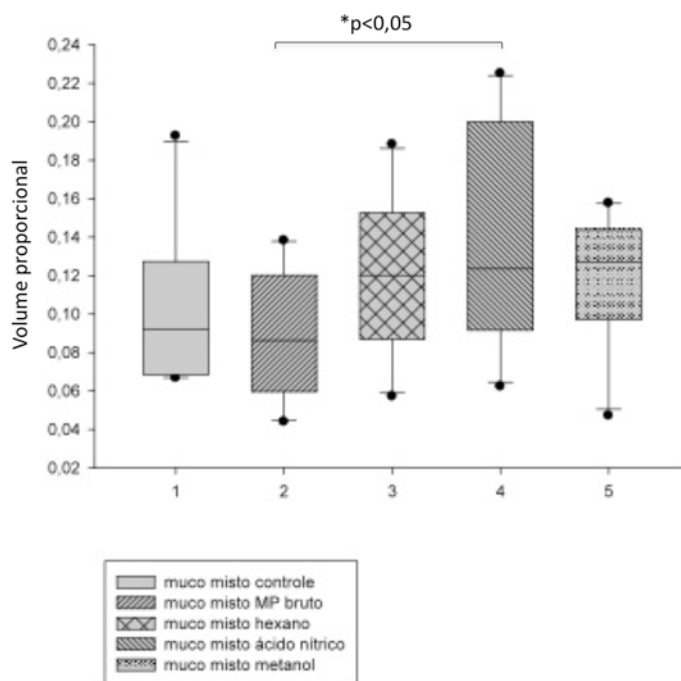 *p<0,05
0,24
0,22
0,20
0,18
0,16
0,14
0,12
0,10
0,08
0,06
0,04
0,02
Volume proporcional
1 2 3 4 5
muco misto controle
muco misto MP bruto
muco misto hexano
muco misto ácido nítrico
muco misto metanol